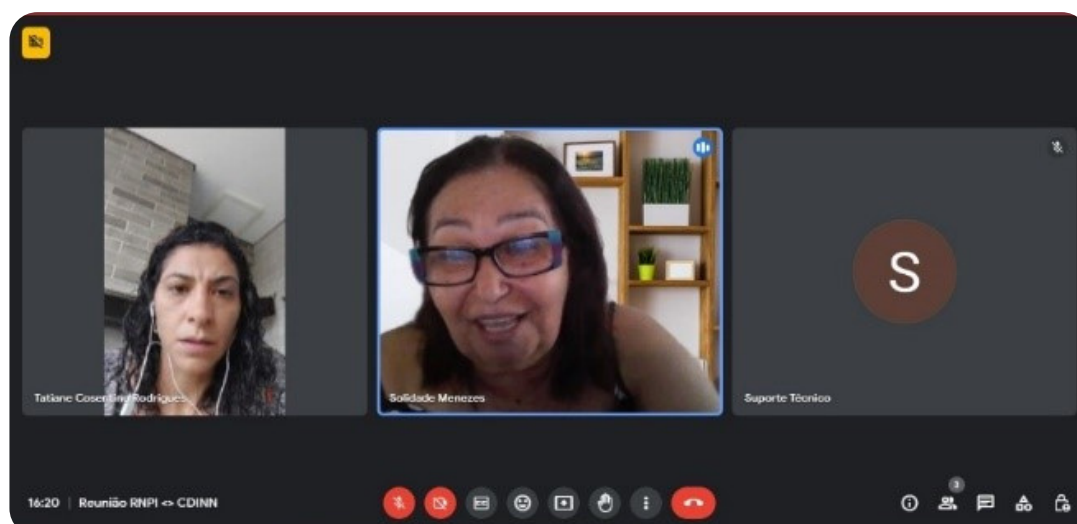 Tatiane Cosentino Rodrigues
Solidade Menezes
S
Suporte Técnico
16:20 | Reunião RNPI <> CDINN
3